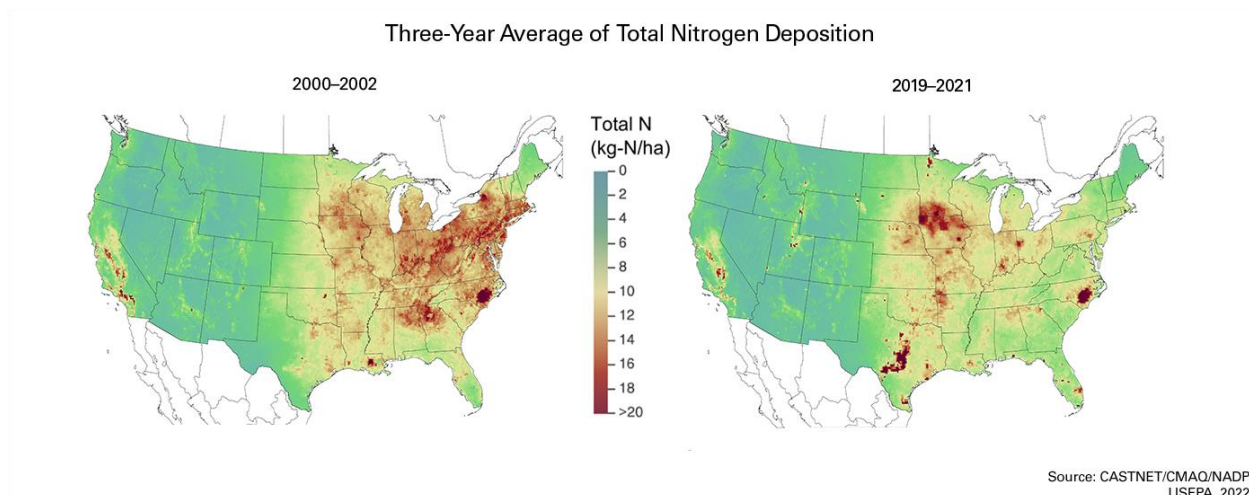 Three-Year Average of Total Nitrogen Deposition
2000–2002
2019–2021
Total N
(kg-N/ha)
0
2
4
6
8
10
12
14
16
18
>20
Source: CASTNET/CMAQ/NADP
USEPA, 2022